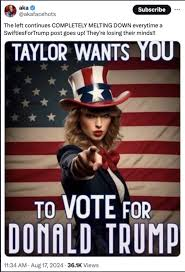 aka
@akafacehots
Subscribe
The left continues COMPLETELY MELTING DOWN everytime a
SwiftiesForTrump post goes up! They're losing their minds!!
TAYLOR WANTS YOU
TO VOTE FOR
DONALD TRUMP
11:34 AM · Aug 17, 2024 · 36.1K Views